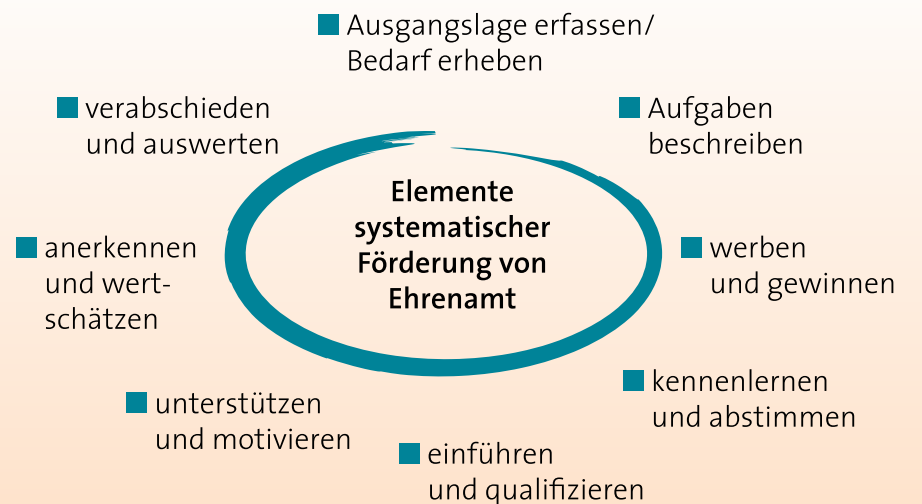 Ausgangslage erfassen/
Bedarf erheben
Aufgaben
beschreiben
werben
und gewinnen
kennenlernen
und abstimmen
einführen
und qualifizieren
unterstützen
und motivieren
anerkennen
und wert-
schätzen
verabschieden
und auswerten
Elemente
systematischer
Förderung von
Ehrenamt